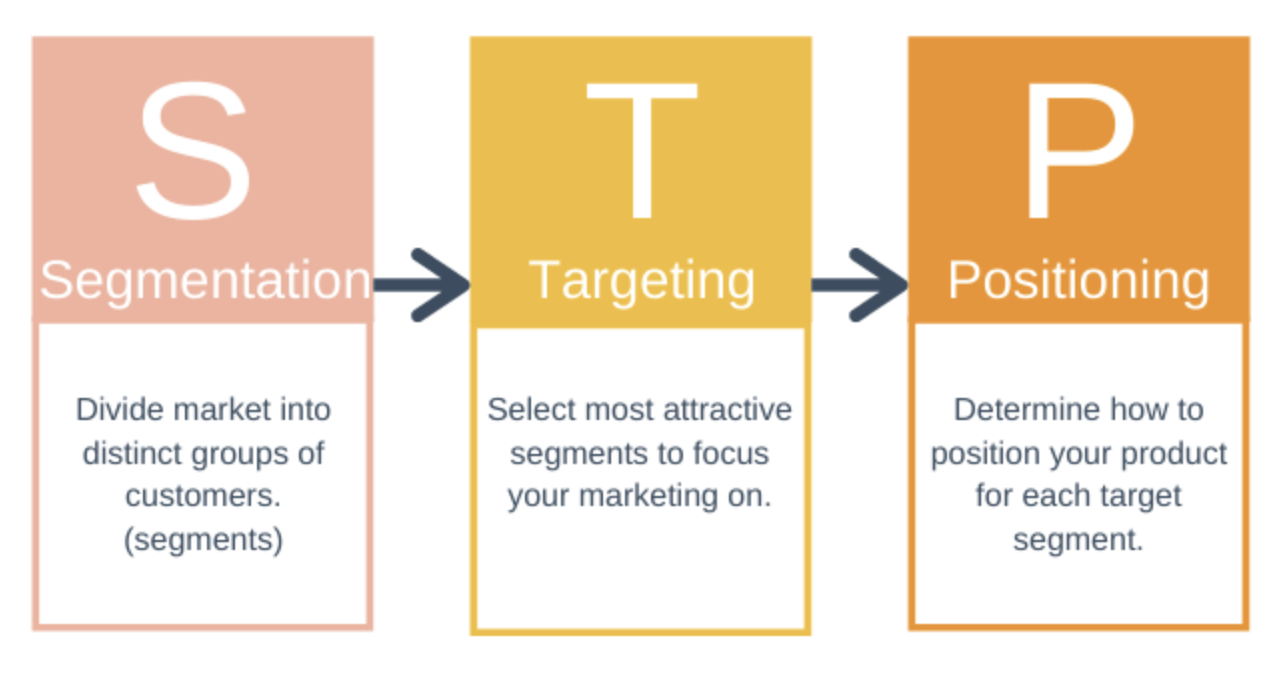 S
Segmentation
Divide market into
distinct groups of
customers.
(segments)
T
Targeting
Select most attractive
segments to focus
your marketing on.
P
Positioning
Determine how to
position your product
for each target
segment.